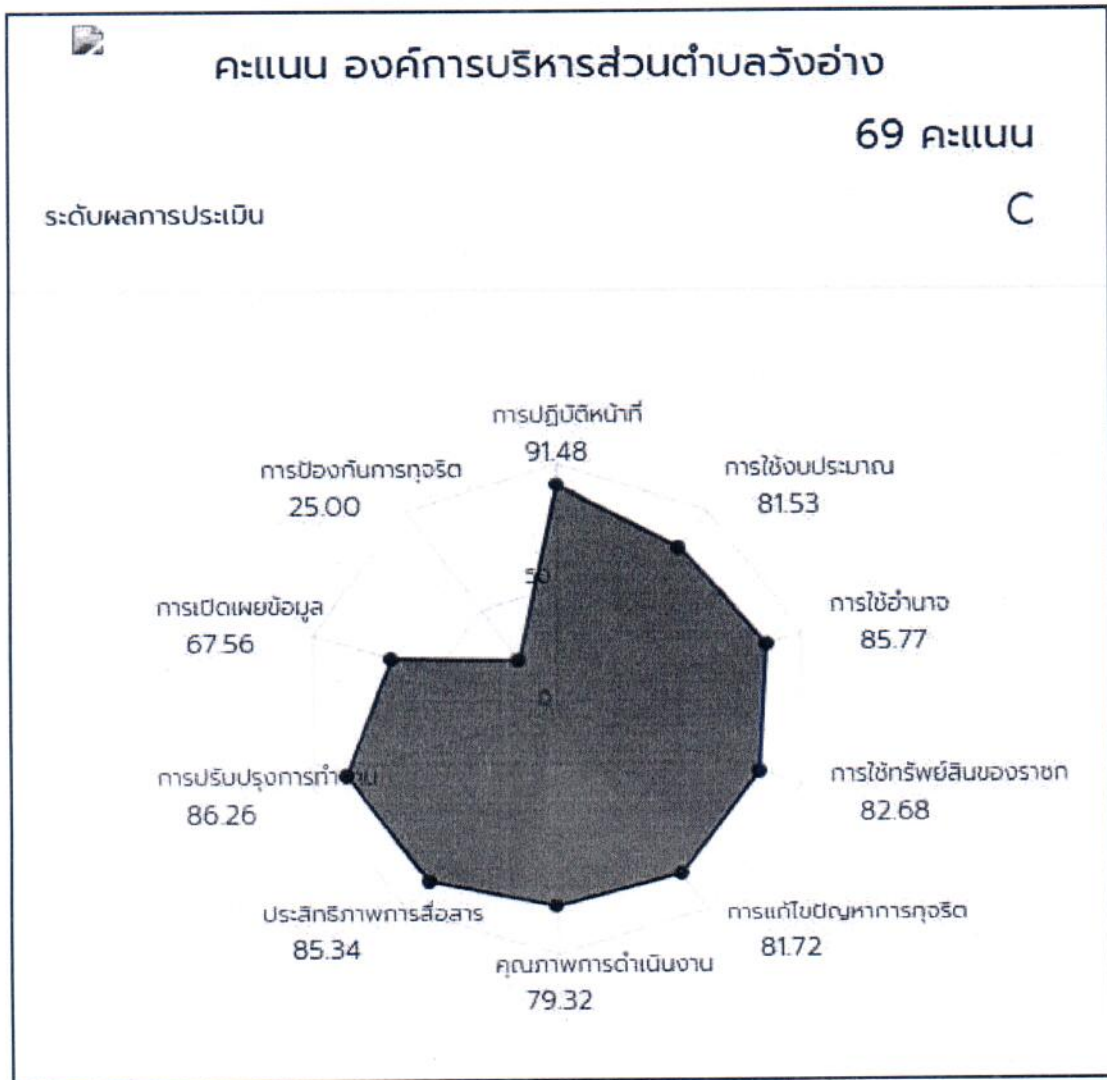 คะแนน องค์การบริหารส่วนตำบลวังอ่าง
69 คะแนน
ระดับผลการประเมิน
C
การปฏิบัติหน้าที่
91.48
การใช้งบประมาณ
81.53
การใช้อำนาจ
85.77
การใช้ทรัพย์สินของราชก
82.68
การแก้ไขปัญหาการทุจริต
81.72
คุณภาพการดำเนินงาน
79.32
ประสิทธิภาพการสื่อสาร
85.34
การปรับปรุงการทำงาน
86.26
การเปิดเผยข้อมูล
67.56
การป้องกันการทุจริต
25.00
50
0